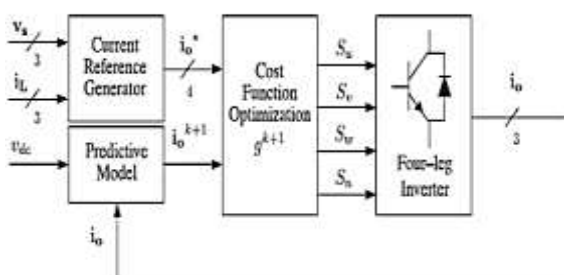 v_s
3
i_L
3
Current
Reference
Generator
i_o*
4
v_dc
Predictive
Model
i_o^k+1
i_o
Cost
Function
Optimization
g^k+1
S_u
S_v
S_w
S_n
Four-leg
Inverter
i_o
3